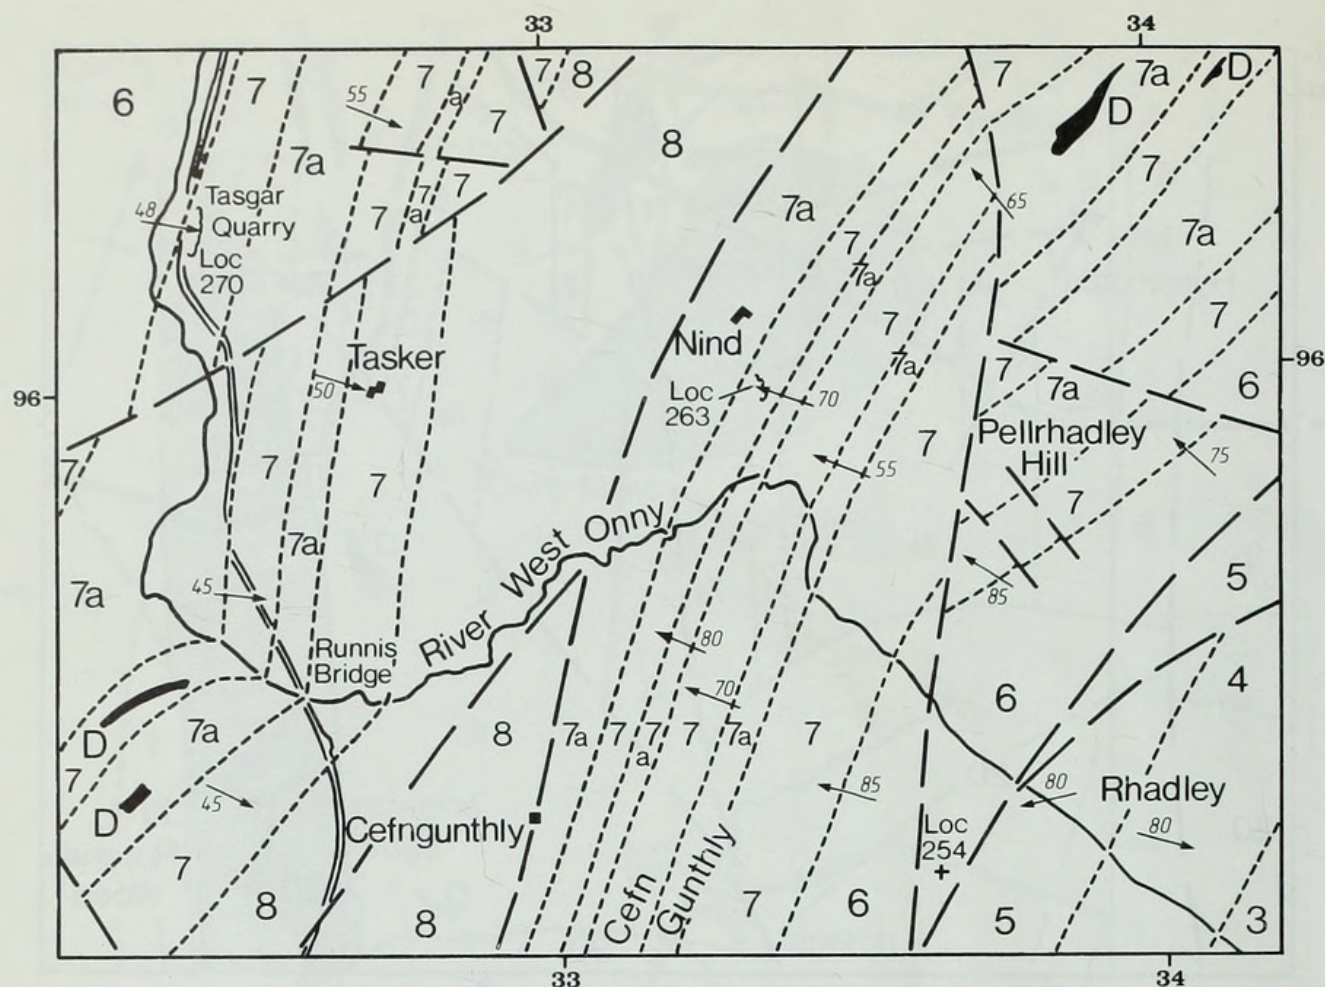 33
34
6
7
7a
55
7
a
7
7
8
8
7
7a
D
D
7
Tasgar
Quarry
48
Loc
270
7
7
a
7
7a
7
7a
65
7a
7
Tasker
50
Nind
7
7a
7
7a
6
96
96
Loc
263
70
7
Pellrhadley
Hill
75
7
7
7
55
7
7a
7a
45
River West Onny
85
5
Runnis
Bridge
80
4
70
6
D
7a
8
7a
7
7
a
7
7a
7
7
45
D
85
80
Rhadley
80
Cefngunthly
Loc
254
Cefn
Gunthly
7
8
8
7
6
5
3
33
34